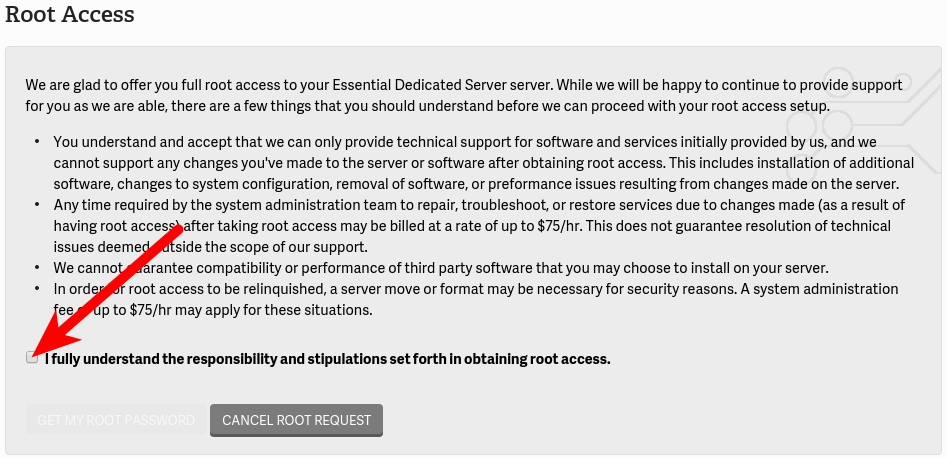 Root Access
We are glad to offer you full root access to your Essential Dedicated Server server. While we will be happy to continue to provide support
for you as we are able, there are a few things that you should understand before we can proceed with your root access setup.
• You understand and accept that we can only provide technical support for software and services initially provided by us, and we
cannot support any changes you've made to the server or software after obtaining root access. This includes installation of additional
software, changes to system configuration, removal of software, or preformance issues resulting from changes made on the server.
• Any time required by the system administration team to repair, troubleshoot, or restore services due to changes made (as a result of
having root access) after taking root access may be billed at a rate of up to $75/hr. This does not guarantee resolution of technical
issues deemed outside the scope of our support.
• We cannot guarantee compatibility or performance of third party software that you may choose to install on your server.
• In order for root access to be relinquished, a server move or format may be necessary for security reasons. A system administration
fee of up to $75/hr may apply for these situations.
I fully understand the responsibility and stipulations set forth in obtaining root access.
GET MY ROOT PASSWORD CANCEL ROOT REQUEST